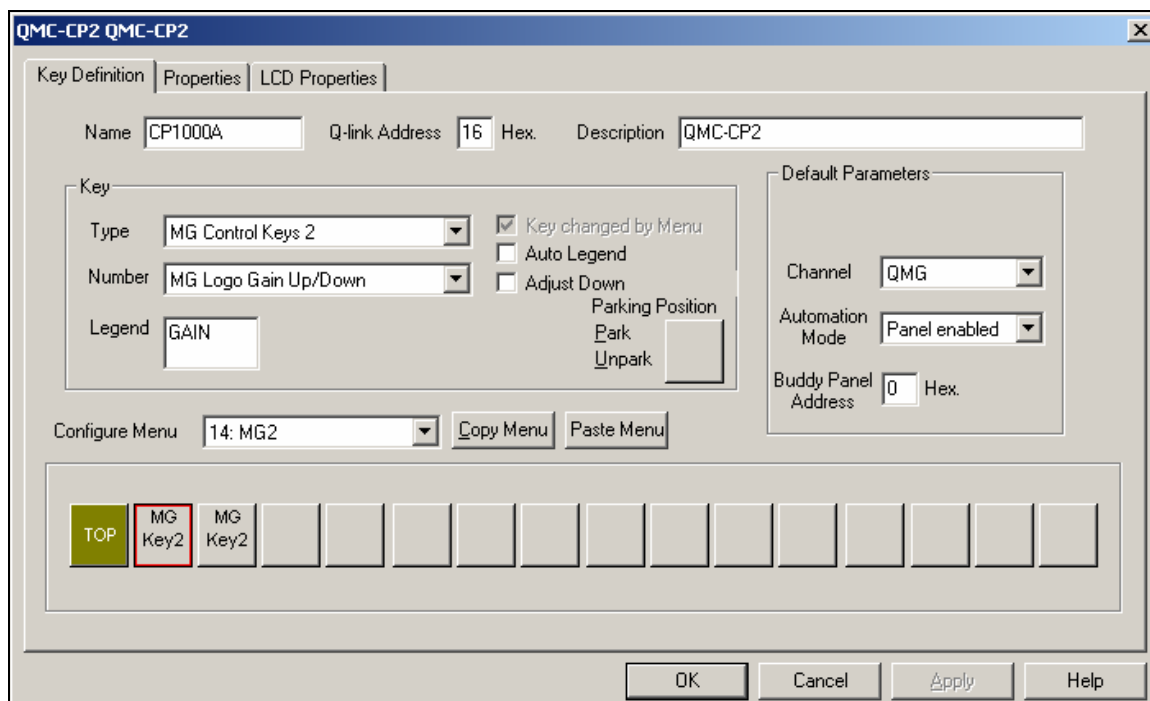 QMC-CP2 QMC-CP2
Key Definition Properties LCD Properties
Name CP1000A Q-link Address 16 Hex. Description QMC-CP2
Key
Type MG Control Keys 2
Key changed by Menu
Auto Legend
Number MG Logo Gain Up/Down
Adjust Down
Legend GAIN
Parking Position
Park
Unpark
Default Parameters
Channel QMG
Automation
Mode
Panel enabled
Buddy Panel
Address
0 Hex.
Configure Menu 14: MG2 Copy Menu Paste Menu
TOP
MG
Key2
MG
Key2
OK Cancel Apply Help